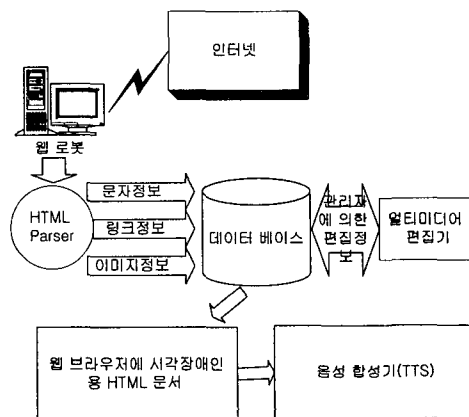 인터넷
웹 로봇
HTML
Parser
문자정보
링크정보
이미지정보
데이터 베이스
관리자
에 의한
편집정
보
멀티미디어
편집기
웹 브라우저에 시각장애인
용 HTML 문서
음성 합성기(TTS)